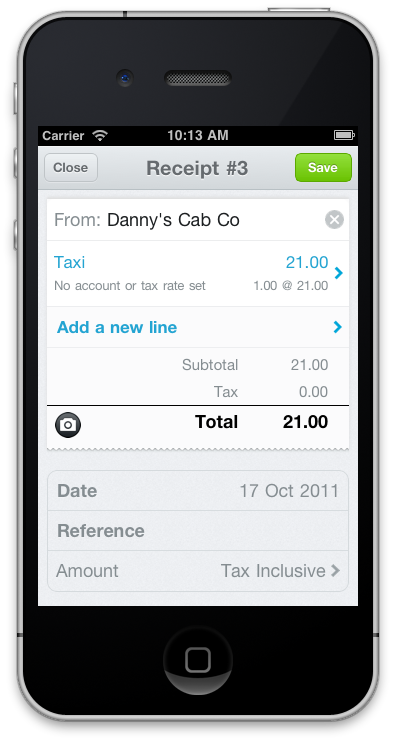 Carrier 10:13 AM
Close Receipt #3 Save
From: Danny's Cab Co
Taxi 21.00
No account or tax rate set 1.00 @ 21.00
Add a new line
Subtotal 21.00
Tax 0.00
Total 21.00
Date 17 Oct 2011
Reference
Amount Tax Inclusive